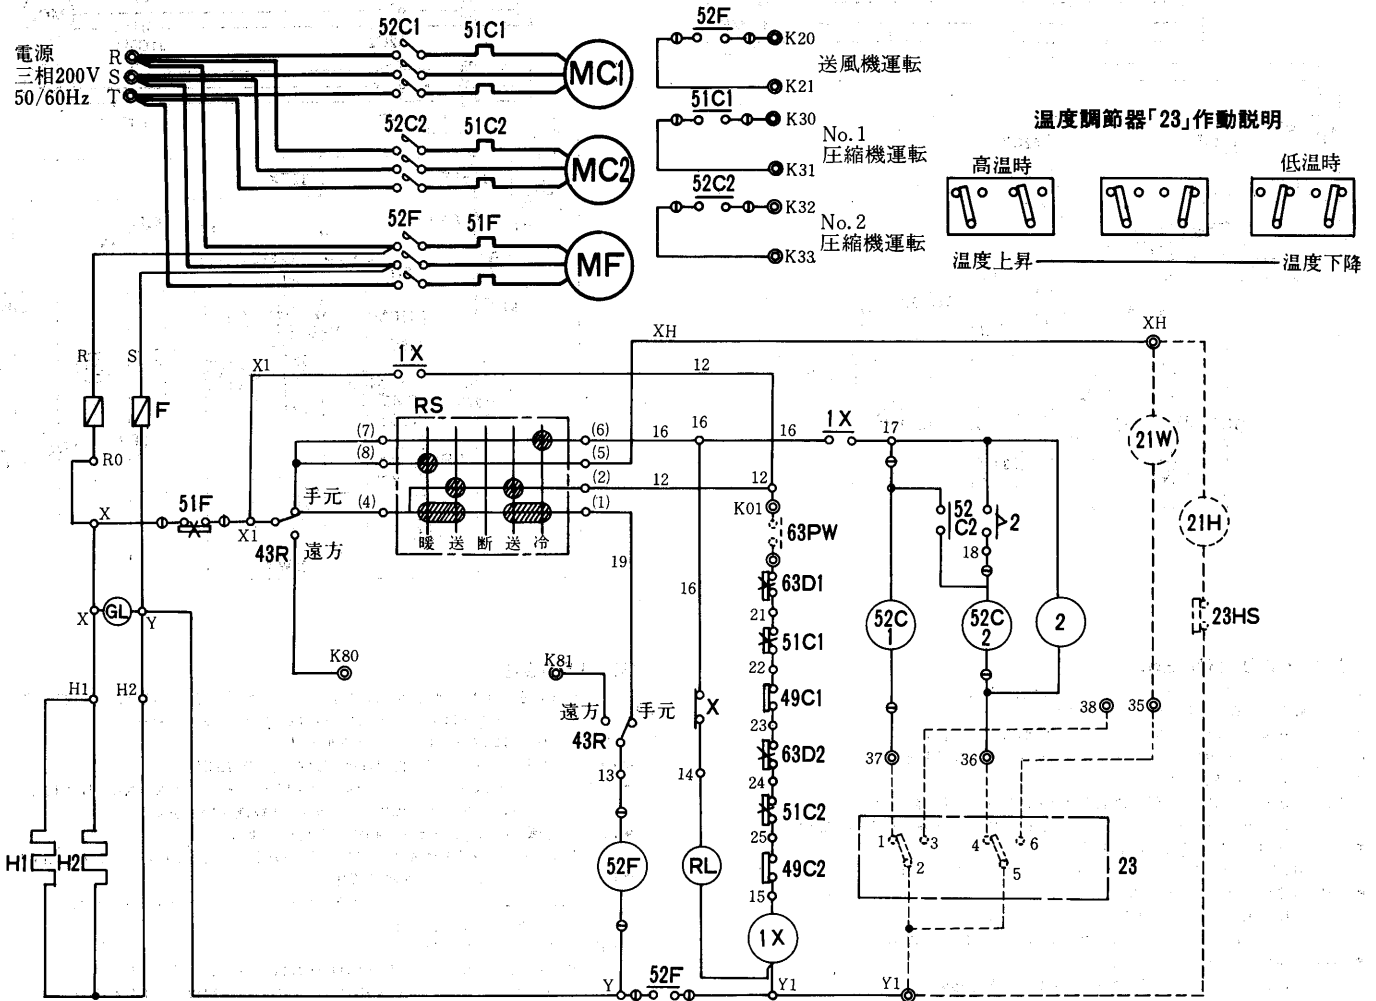 電源
三相200V
50/60Hz
R
S
T
52C1
51C1
MC1
52C2
51C2
MC2
52F
51F
MF
52F
K20
送風機運転
K21
51C1
K30
No.1
圧縮機運転
K31
52C2
K32
No.2
圧縮機運転
K33
温度調節器「23」作動説明
高温時
低温時
温度上昇
温度下降
R
S
F
R0
X
51F
X1
X1
1X
12
XH
XH
RS
(7)
(8)
(4)
(6)
(5)
(2)
(1)
暖
送
断
送
冷
手元
43R
遠方
16
16
16
1X
17
12
12
K01
63PW
63D1
21
51C1
22
49C1
23
63D2
24
51C2
25
49C2
15
1X
Y1
19
16
X
14
RL
K80
K81
遠方
手元
43R
13
52F
Y
52F
X
GL
Y
H1
H2
H1
H2
52
C2
2
18
52C
1
52C
2
2
37
36
38
35
21W
21H
23HS
1
3
2
4
6
5
23
Y1